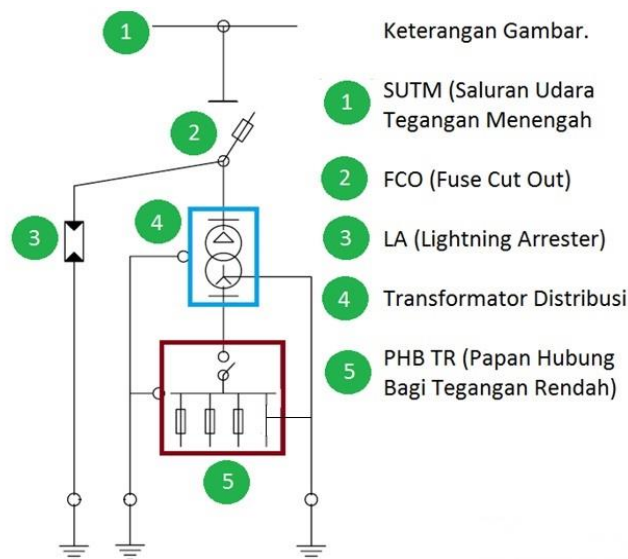 1
Keterangan Gambar.
1
SUTM (Saluran Udara
Tegangan Menengah
2
2
FCO (Fuse Cut Out)
3
4
3
LA (Lightning Arrester)
4
Transformator Distribusi
5
PHB TR (Papan Hubung
Bagi Tegangan Rendah)
5